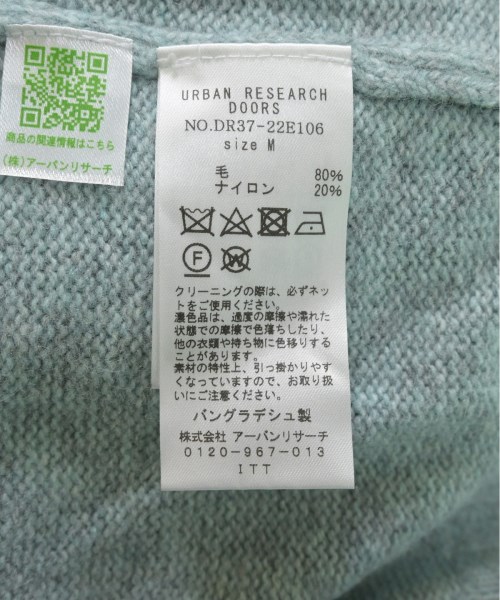 商品の関連情報はこちら
(株)アーバンリサーチ
URBAN RESEARCH
DOORS
NO.DR37-22E106
size M
毛 80%
ナイロン 20%
F W
クリーニングの際は、必ずネッ
トをご使用ください。
濃色品は、過度の摩擦や濡れた
状態での摩擦で色落ちしたり、
他の衣類や持ち物に色移りする
ことがあります。
素材の特性上、引っ掛かりやす
くなっていますので、お取り扱
いにご注意ください。
バングラデシュ製
株式会社 アーバンリサーチ
0120-967-013
ITT